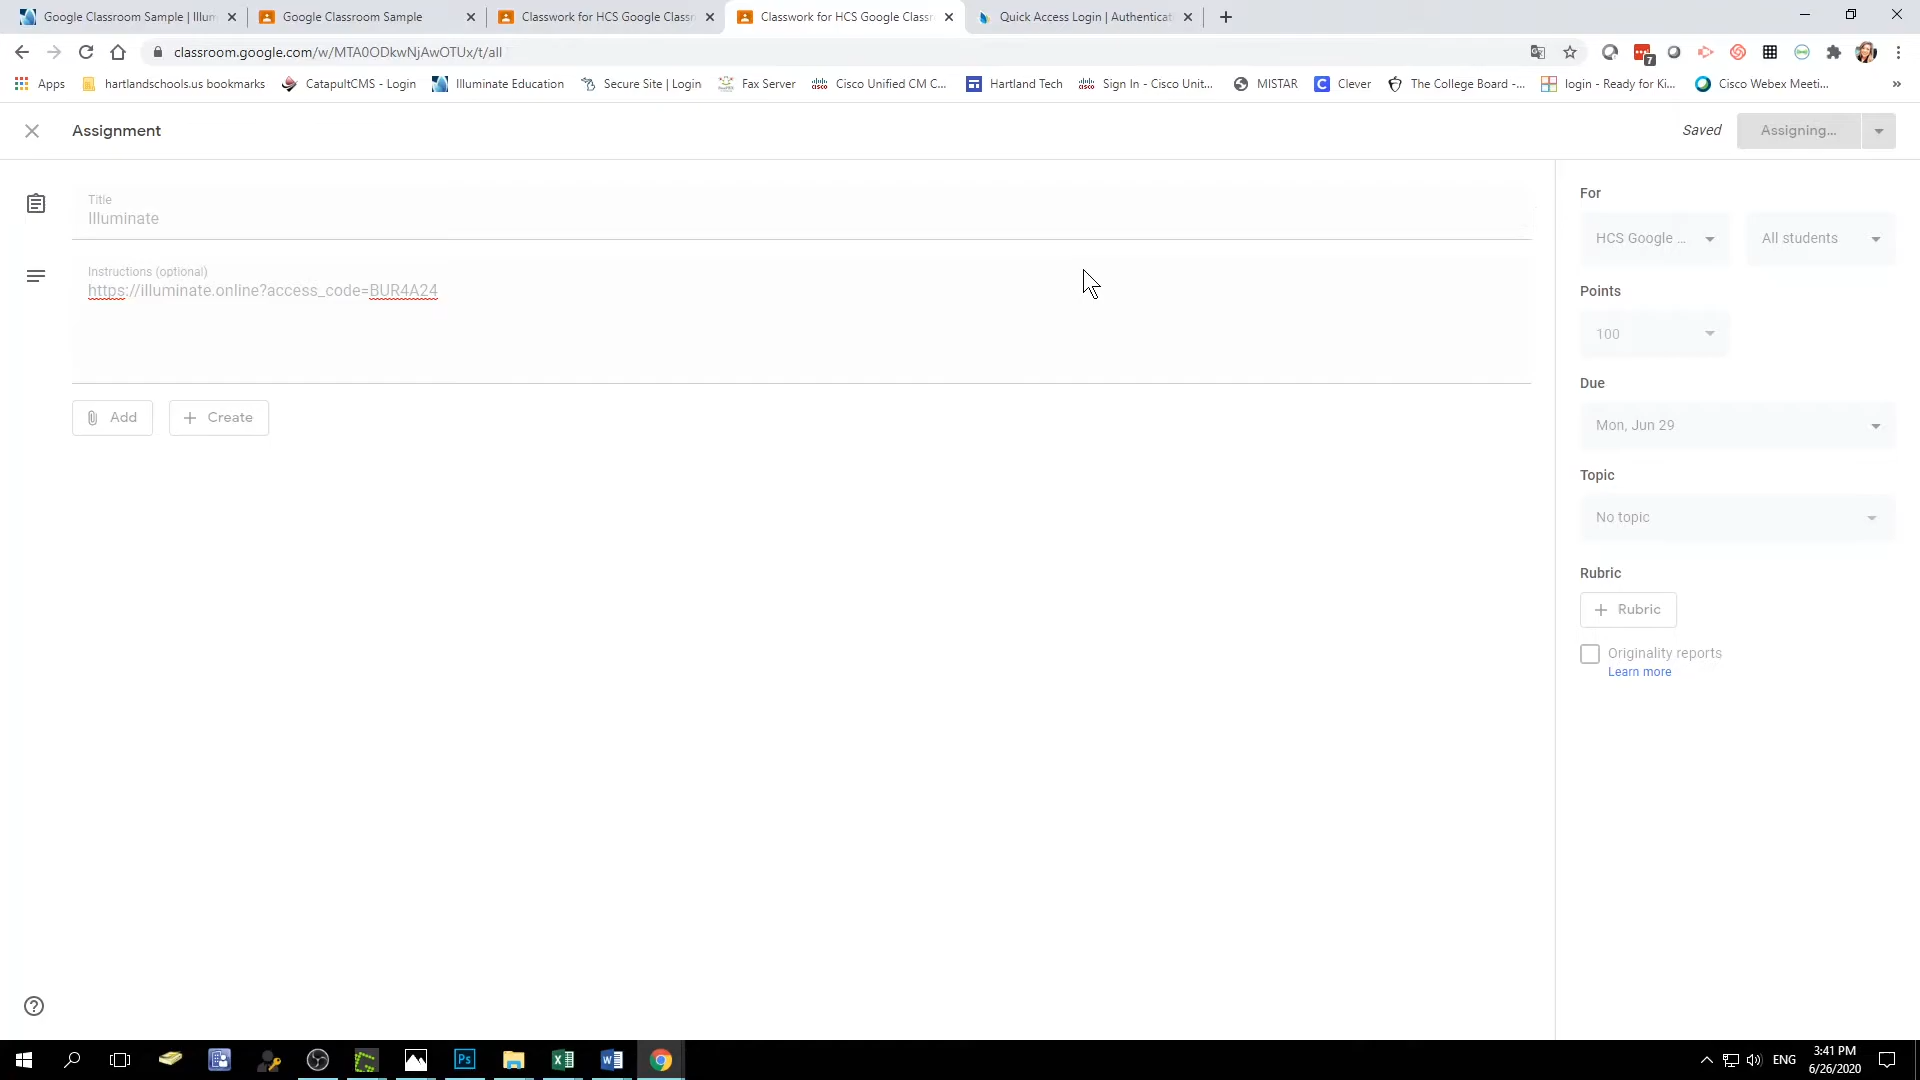 Google Classroom Sample | Illum
Google Classroom Sample
Classwork for HCS Google Classr
Classwork for HCS Google Classr
Quick Access Login | Authenticat
classroom.google.com/w/MTA0ODkwNjAwOTUx/t/all
7
Apps
hartlandschools.us bookmarks
CatapultCMS - Login
Illuminate Education
Secure Site | Login
Fax Server
Cisco Unified CM C...
Hartland Tech
Sign In - Cisco Unit...
MISTAR
Clever
The College Board -...
login - Ready for Ki...
Cisco Webex Meeti...
»
Assignment
Saved
Assigning...
Title
Illuminate
Instructions (optional)
https://illuminate.online?access_code=BUR4A24
Add
Create
For
HCS Google ...
All students
Points
100
Due
Mon, Jun 29
Topic
No topic
Rubric
Rubric
Originality reports
Learn more
Ps
ENG
3:41 PM
6/26/2020